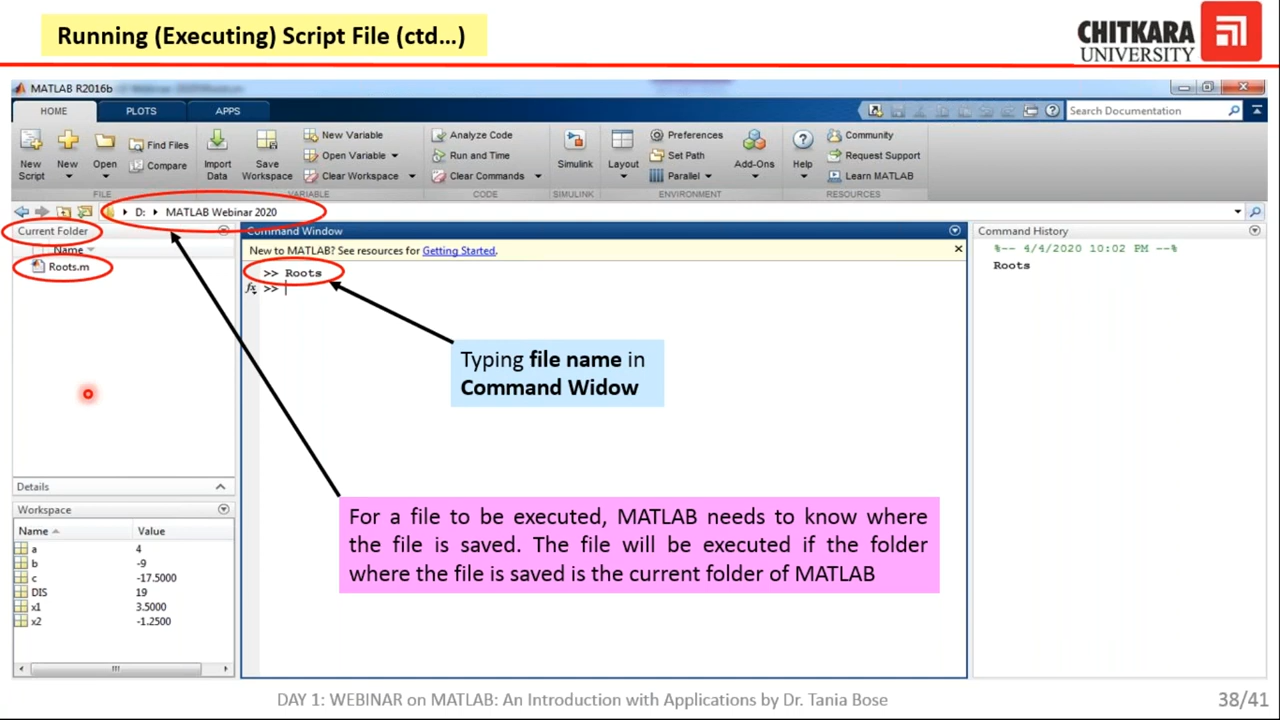 Running (Executing) Script File (ctd…)
CHITKARA
UNIVERSITY
MATLAB R2016b
HOME PLOTS APPS
Search Documentation
New Script
New
Open
Find Files
Compare
Import Data
Save Workspace
New Variable
Open Variable
Clear Workspace
Analyze Code
Run and Time
Clear Commands
Simulink
Layout
Preferences
Set Path
Parallel
Add-Ons
Help
Community
Request Support
Learn MATLAB
FILE VARIABLE CODE SIMULINK ENVIRONMENT RESOURCES
D: MATLAB Webinar 2020
Current Folder
Name
Roots.m
Details
Workspace
Name Value
a 4
b -9
c -17.5000
DIS 19
x1 3.5000
x2 -1.2500
Command Window
New to MATLAB? See resources for Getting Started.
>> Roots
fx >>
Typing file name in
Command Widow
For a file to be executed, MATLAB needs to know where
the file is saved. The file will be executed if the folder
where the file is saved is the current folder of MATLAB
Command History
%-- 4/4/2020 10:02 PM --%
Roots
DAY 1: WEBINAR on MATLAB: An Introduction with Applications by Dr. Tania Bose
38/41